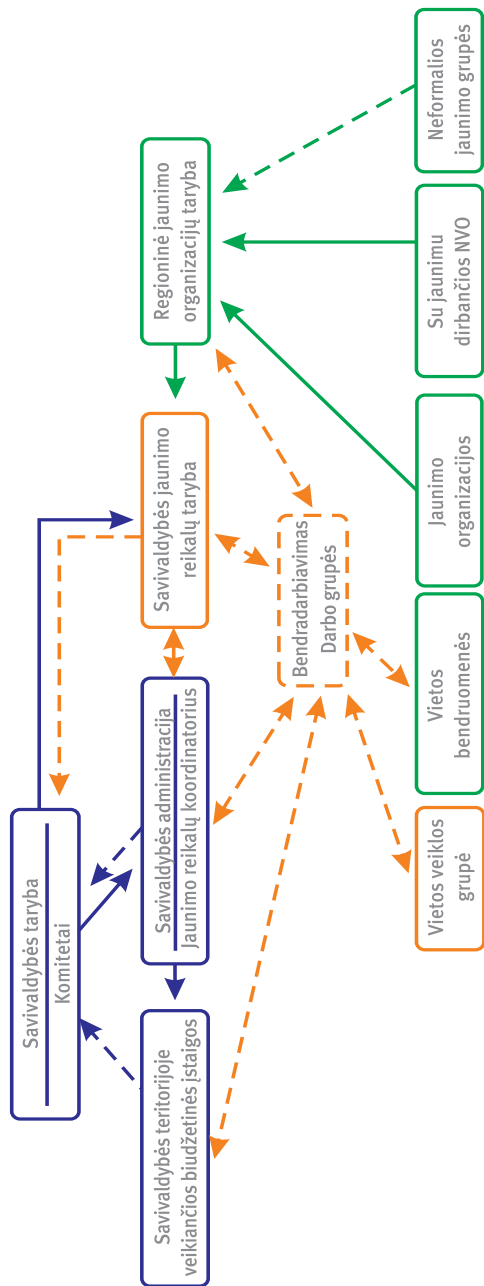 Savivaldybės taryba
Komitetai
Savivaldybės teritorijoje
veikiančios biudžetinės įstaigos
Savivaldybės administracija
Jaunimo reikalų koordinatorius
Savivaldybės jaunimo
reikalų taryba
Regioninė jaunimo
organizacijų taryba
Bendradarbiavimas
Darbo grupės
Vietos veiklos
grupė
Vietos
bendruomenės
Jaunimo
organizacijos
Su jaunimu
dirbančios NVO
Neformalios
jaunimo grupės